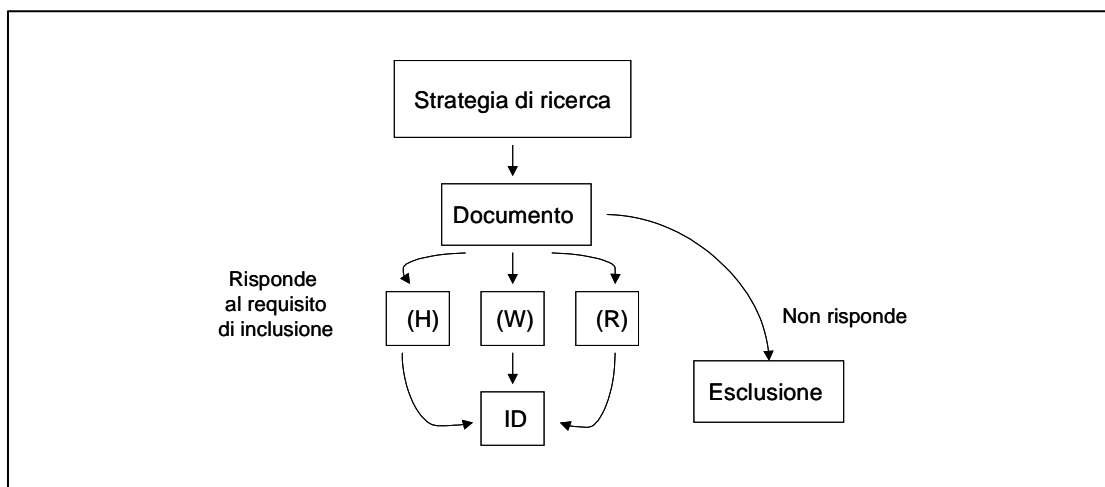 Strategia di ricerca
Documento
Risponde
al requisito
di inclusione
(H)
(W)
(R)
Non risponde
Esclusione
ID